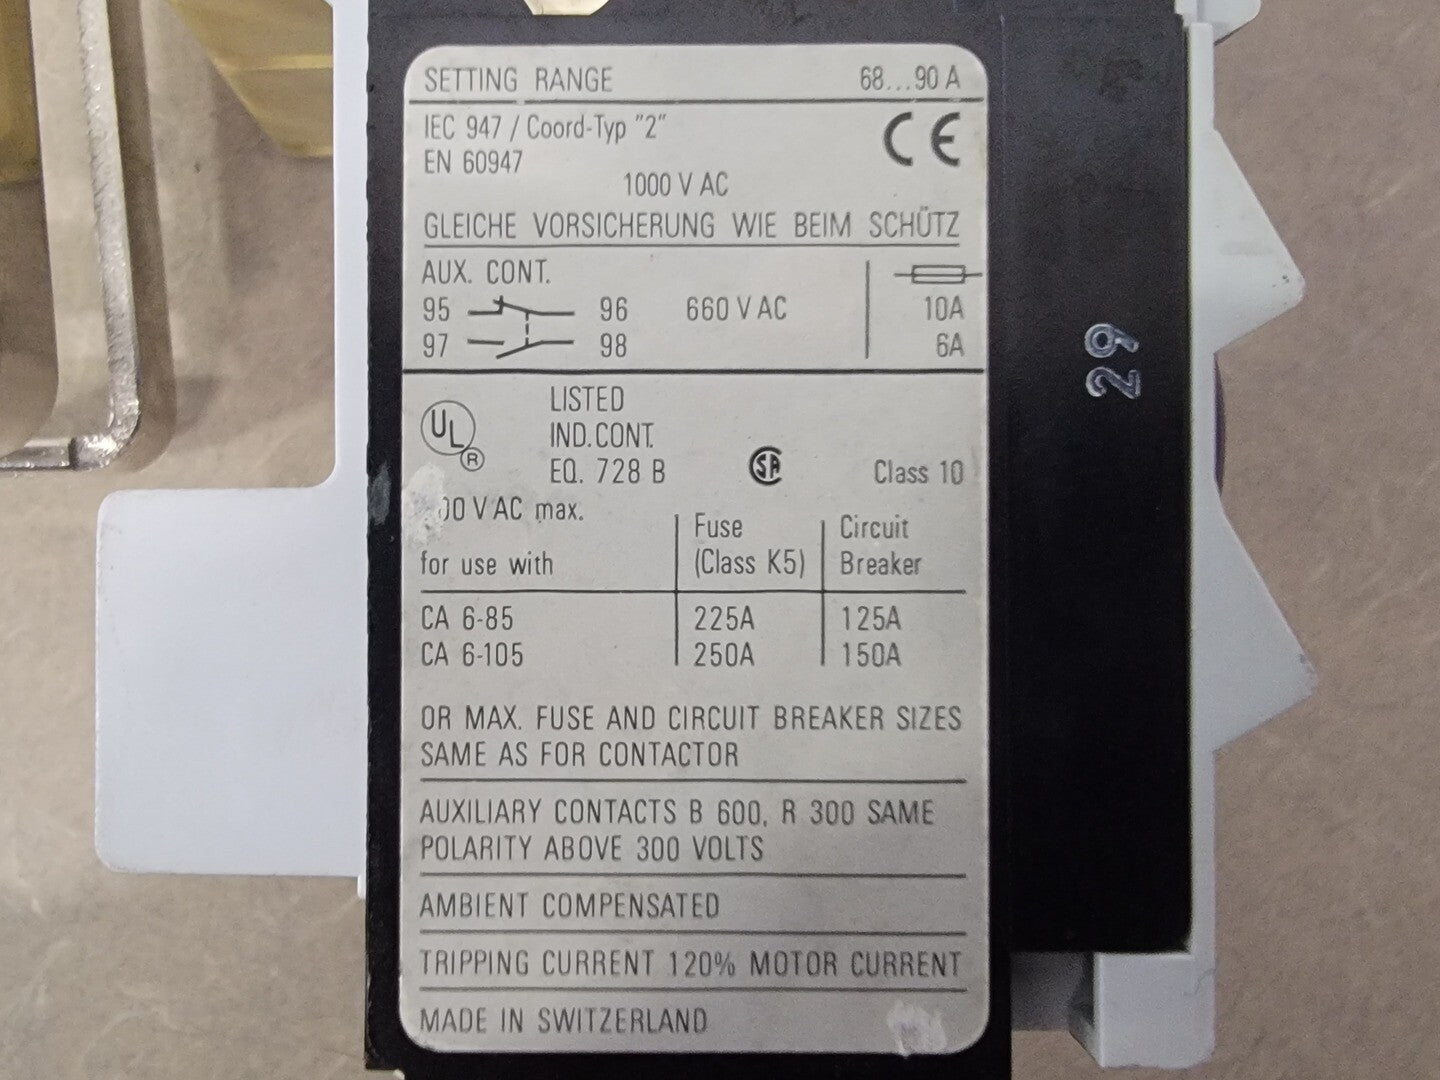 SETTING RANGE 68...90 A
IEC 947 / Coord-Typ "2"
EN 60947
CE
1000 V AC
GLEICHE VORSICHERUNG WIE BEIM SCHÜTZ
AUX. CONT.
95 96 660 V AC 10A
97 98 6A
UL ®
LISTED
IND. CONT.
EQ. 728 B
SA
Class 10
00 V AC max.
for use with
Fuse
(Class K5)
Circuit
Breaker
CA 6-85 225A 125A
CA 6-105 250A 150A
OR MAX. FUSE AND CIRCUIT BREAKER SIZES
SAME AS FOR CONTACTOR
AUXILIARY CONTACTS B 600, R 300 SAME
POLARITY ABOVE 300 VOLTS
AMBIENT COMPENSATED
TRIPPING CURRENT 120% MOTOR CURRENT
MADE IN SWITZERLAND
29